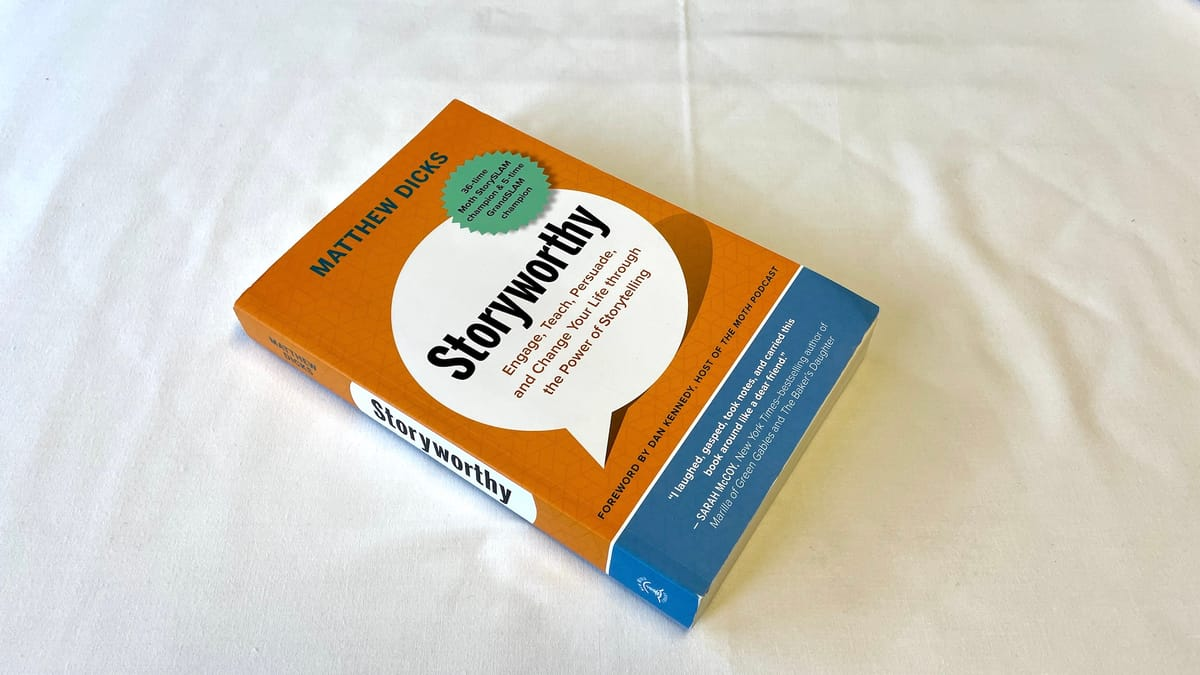 MATTHEW DICKS
36-time
Moth StorySLAM
champion & 5-time
GrandSLAM
champion
Storyworthy
Engage, Teach, Persuade,
and Change Your Life through
the Power of Storytelling
FOREWORD BY DAN KENNEDY, HOST OF THE MOTH PODCAST
“I laughed, gasped, took notes, and carried this
book around like a dear friend.”
— SARAH McCOY, New York Times–bestselling author of
Marilla of Green Gables and The Baker's Daughter
MATTHEW
DICKS
Storyworthy